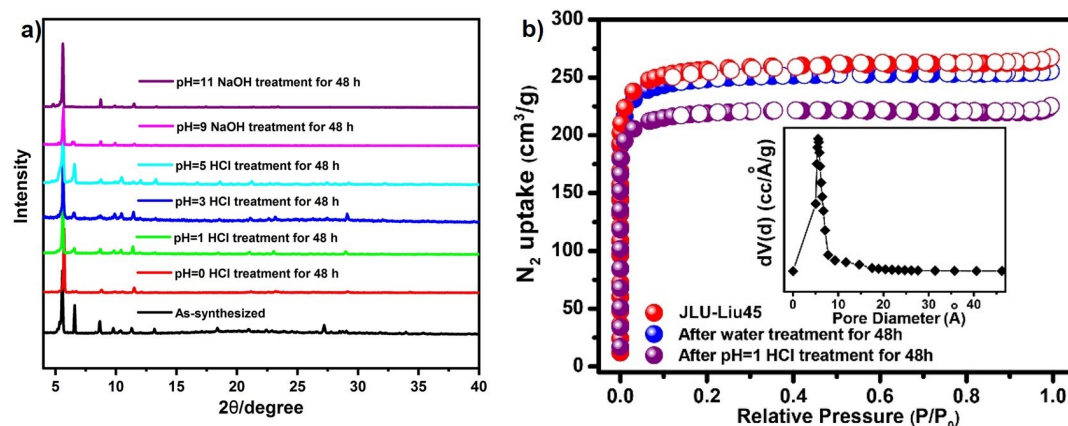 a)
Intensity
pH=11 NaOH treatment for 48 h
pH=9 NaOH treatment for 48 h
pH=5 HCl treatment for 48 h
pH=3 HCl treatment for 48 h
pH=1 HCl treatment for 48 h
pH=0 HCl treatment for 48 h
As-synthesized
5 10 15 20 25 30 35 40
2θ/degree
b)
N₂ uptake (cm³/g)
300
250
200
150
100
50
0
dV(d) (cc/Å/g)
0 10 20 30 40
Pore Diameter (Å)
JLU-Liu45
After water treatment for 48h
After pH=1 HCl treatment for 48h
0.0 0.2 0.4 0.6 0.8 1.0
Relative Pressure (P/P₀)